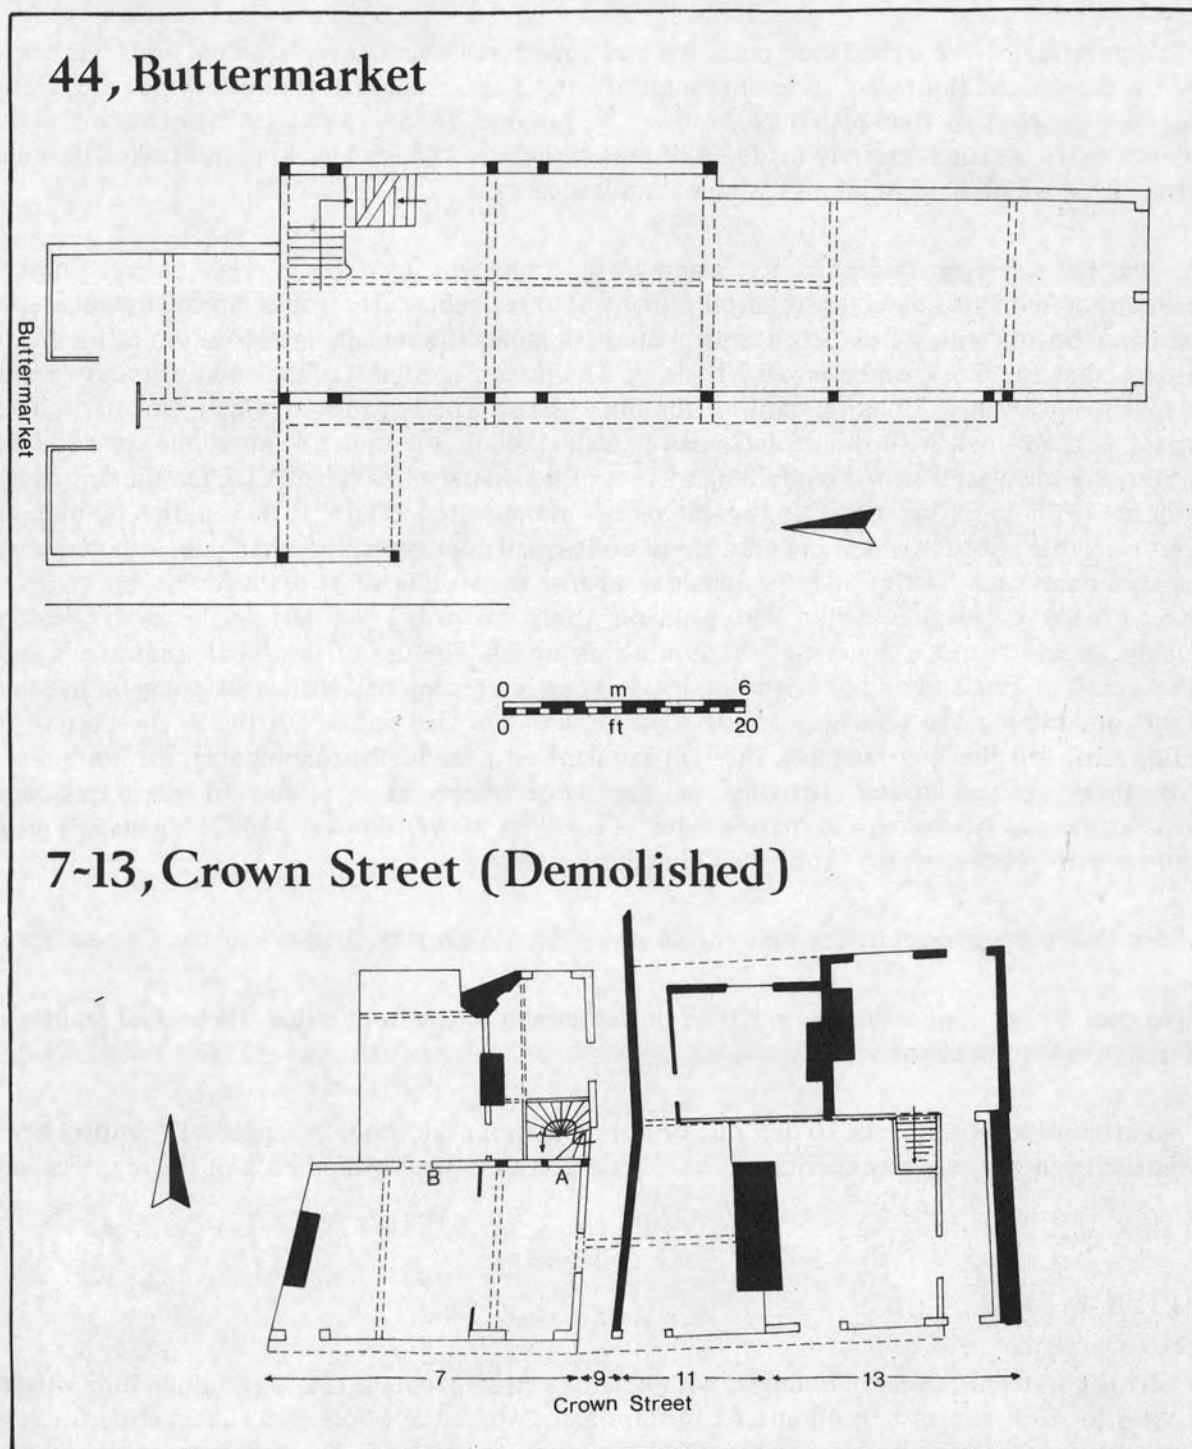 44, Buttermarket
Buttermarket
0 m 6
0 ft 20
7-13, Crown Street (Demolished)
B A
7 9 11 13
Crown Street